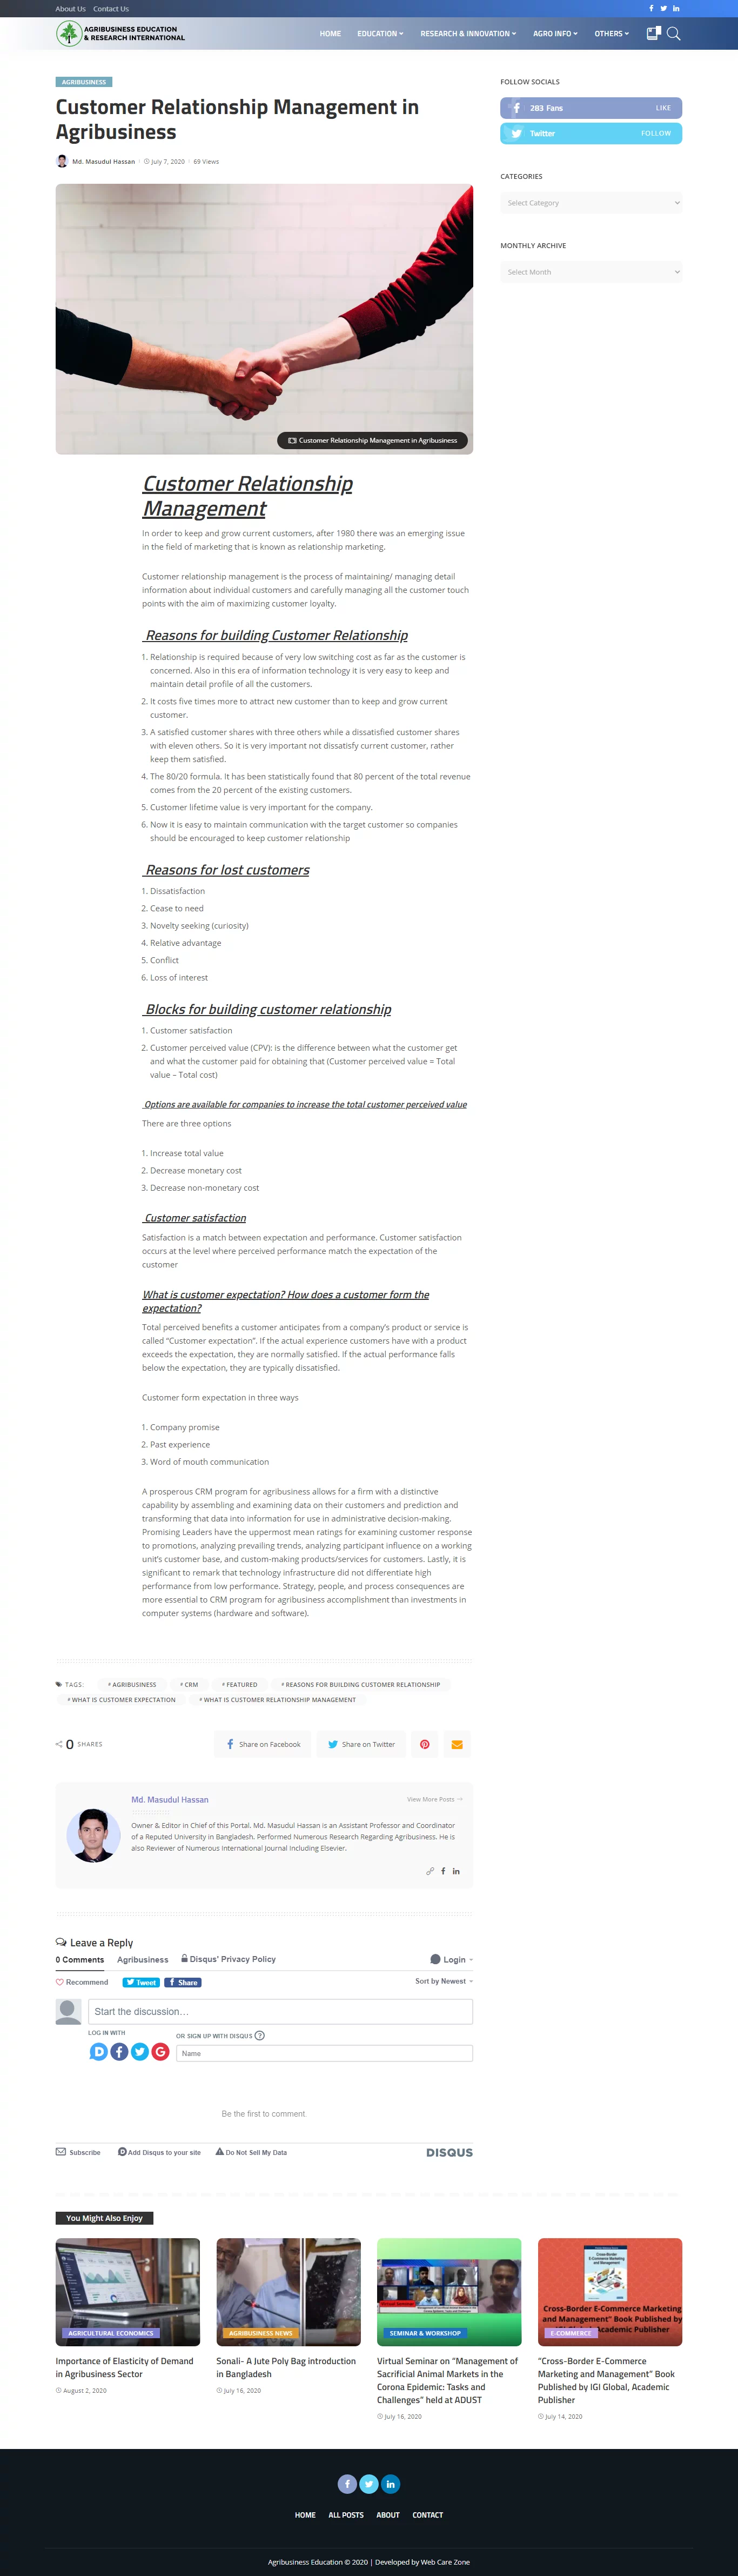 About Us Contact Us
AGRIBUSINESS EDUCATION
& RESEARCH INTERNATIONAL
HOME EDUCATION RESEARCH & INNOVATION AGRO INFO OTHERS
AGRIBUSINESS
Customer Relationship Management in
Agribusiness
Md. Masudul Hassan July 7, 2020 69 Views
Customer Relationship Management in Agribusiness
FOLLOW SOCIALS
283 Fans LIKE
Twitter FOLLOW
CATEGORIES
Select Category
MONTHLY ARCHIVE
Select Month
Customer Relationship
Management
In order to keep and grow current customers, after 1980 there was an emerging issue
in the field of marketing that is known as relationship marketing.
Customer relationship management is the process of maintaining/ managing detail
information about individual customers and carefully managing all the customer touch
points with the aim of maximizing customer loyalty.
Reasons for building Customer Relationship
1. Relationship is required because of very low switching cost as far as the customer is
concerned. Also in this era of information technology it is very easy to keep and
maintain detail profile of all the customers.
2. It costs five times more to attract new customer than to keep and grow current
customer.
3. A satisfied customer shares with three others while a dissatisfied customer shares
with eleven others. So it is very important not dissatisfy current customer, rather
keep them satisfied.
4. The 80/20 formula. It has been statistically found that 80 percent of the total revenue
comes from the 20 percent of the existing customers.
5. Customer lifetime value is very important for the company.
6. Now it is easy to maintain communication with the target customer so companies
should be encouraged to keep customer relationship
Reasons for lost customers
1. Dissatisfaction
2. Cease to need
3. Novelty seeking (curiosity)
4. Relative advantage
5. Conflict
6. Loss of interest
Blocks for building customer relationship
1. Customer satisfaction
2. Customer perceived value (CPV): is the difference between what the customer get
and what the customer paid for obtaining that (Customer perceived value = Total
value – Total cost)
Options are available for companies to increase the total customer perceived value
There are three options
1. Increase total value
2. Decrease monetary cost
3. Decrease non-monetary cost
Customer satisfaction
Satisfaction is a match between expectation and performance. Customer satisfaction
occurs at the level where perceived performance match the expectation of the
customer
What is customer expectation? How does a customer form the
expectation?
Total perceived benefits a customer anticipates from a company's product or service is
called "Customer expectation". If the actual experience customers have with a product
exceeds the expectation, they are normally satisfied. If the actual performance falls
below the expectation, they are typically dissatisfied.
Customer form expectation in three ways
1. Company promise
2. Past experience
3. Word of mouth communication
A prosperous CRM program for agribusiness allows for a firm with a distinctive
capability by assembling and examining data on their customers and prediction and
transforming that data into information for use in administrative decision-making.
Promising Leaders have the uppermost mean ratings for examining customer response
to promotions, analyzing prevailing trends, analyzing participant influence on a working
unit's customer base, and custom-making products/services for customers. Lastly, it is
significant to remark that technology infrastructure did not differentiate high
performance from low performance. Strategy, people, and process consequences are
more essential to CRM program for agribusiness accomplishment than investments in
computer systems (hardware and software).
TAGS: # AGRIBUSINESS # CRM # FEATURED # REASONS FOR BUILDING CUSTOMER RELATIONSHIP
# WHAT IS CUSTOMER EXPECTATION # WHAT IS CUSTOMER RELATIONSHIP MANAGEMENT
0 SHARES Share on Facebook Share on Twitter
Md. Masudul Hassan View More Posts
Owner & Editor in Chief of this Portal. Md. Masudul Hassan is an Assistant Professor and Coordinator
of a Reputed University in Bangladesh. Performed Numerous Research Regarding Agribusiness. He is
also Reviewer of Numerous International Journal Including Elsevier.
Leave a Reply
0 Comments Agribusiness Disqus' Privacy Policy Login
Recommend Tweet Share Sort by Newest
Start the discussion…
LOG IN WITH
OR SIGN UP WITH DISQUS ?
Name
Be the first to comment.
Subscribe Add Disqus to your site Do Not Sell My Data DISQUS
You Might Also Enjoy
AGRICULTURAL ECONOMICS
Importance of Elasticity of Demand
in Agribusiness Sector
August 2, 2020
AGRIBUSINESS NEWS
Sonali- A Jute Poly Bag introduction
in Bangladesh
July 16, 2020
SEMINAR & WORKSHOP
Virtual Seminar on "Management of
Sacrificial Animal Markets in the
Corona Epidemic: Tasks and
Challenges" held at ADUST
July 16, 2020
Cross-Border E-Commerce Marketing
and Management" Book Published by
E-COMMERCE
"Cross-Border E-Commerce
Marketing and Management" Book
Published by IGI Global, Academic
Publisher
July 14, 2020
HOME ALL POSTS ABOUT CONTACT
Agribusiness Education © 2020 | Developed by Web Care Zone